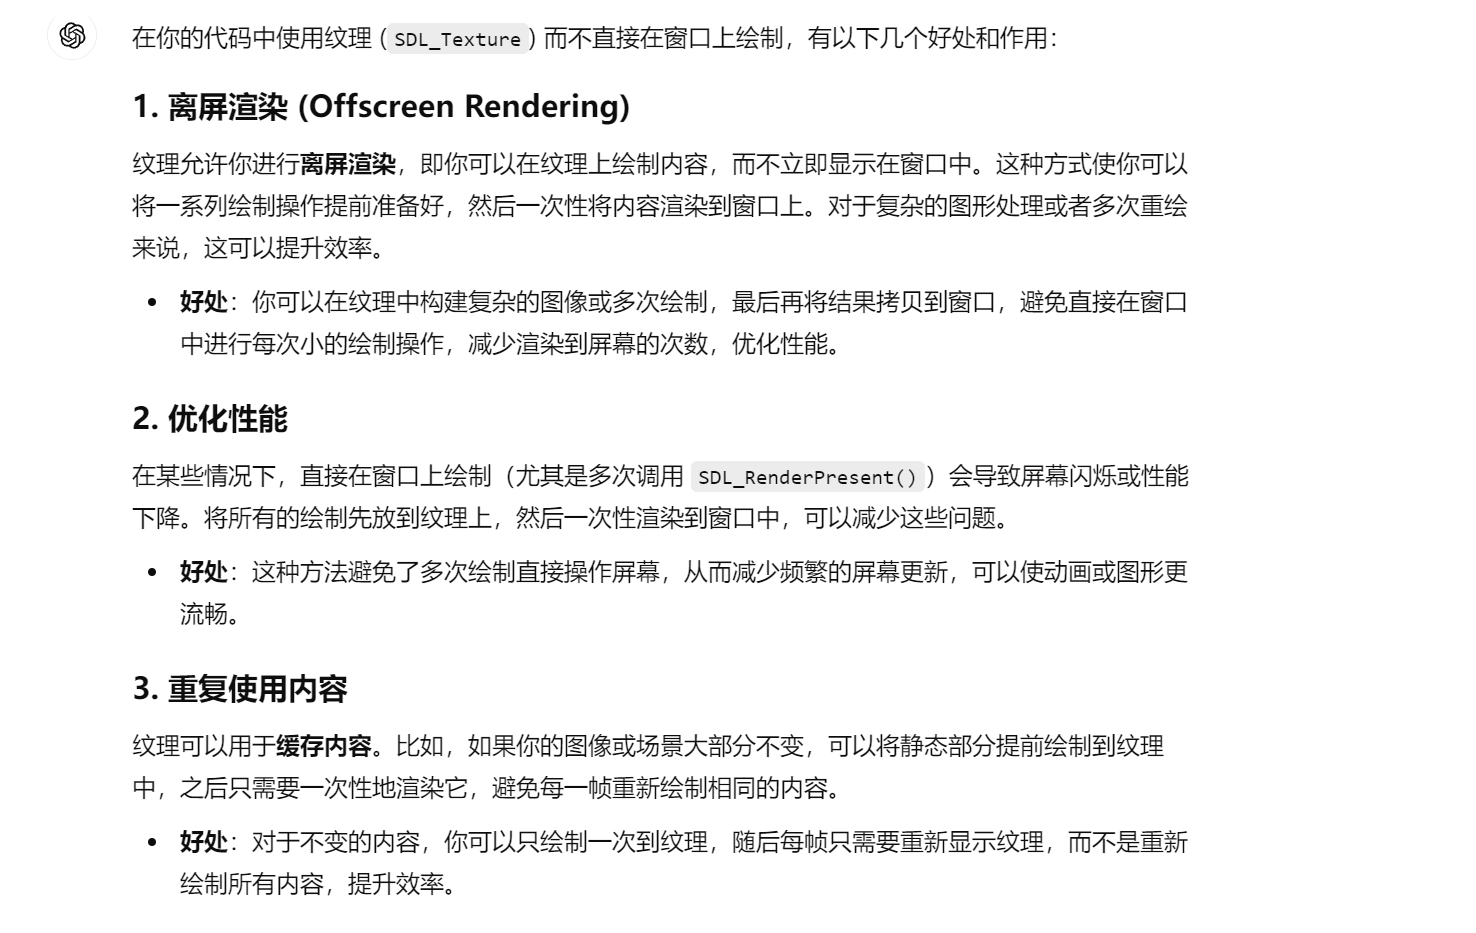 在你的代码中使用纹理 (SDL_Texture) 而不直接在窗口上绘制，有以下几个好处和作用：
1. 离屏渲染 (Offscreen Rendering)
纹理允许你进行离屏渲染，即你可以在纹理上绘制内容，而不立即显示在窗口中。这种方式使你可以
将一系列绘制操作提前准备好，然后一次性将内容渲染到窗口上。对于复杂的图形处理或者多次重绘
来说，这可以提升效率。
• 好处：你可以在纹理中构建复杂的图像或多次绘制，最后再将结果拷贝到窗口，避免直接在窗口
中进行每次小的绘制操作，减少渲染到屏幕的次数，优化性能。
2. 优化性能
在某些情况下，直接在窗口上绘制（尤其是多次调用 SDL_RenderPresent()）会导致屏幕闪烁或性能
下降。将所有的绘制先放到纹理上，然后一次性渲染到窗口中，可以减少这些问题。
• 好处：这种方法避免了多次绘制直接操作屏幕，从而减少频繁的屏幕更新，可以使动画或图形更
流畅。
3. 重复使用内容
纹理可以用于缓存内容。比如，如果你的图像或场景大部分不变，可以将静态部分提前绘制到纹理
中，之后只需要一次性地渲染它，避免每一帧重新绘制相同的内容。
• 好处：对于不变的内容，你可以只绘制一次到纹理，随后每帧只需要重新显示纹理，而不是重新
绘制所有内容，提升效率。